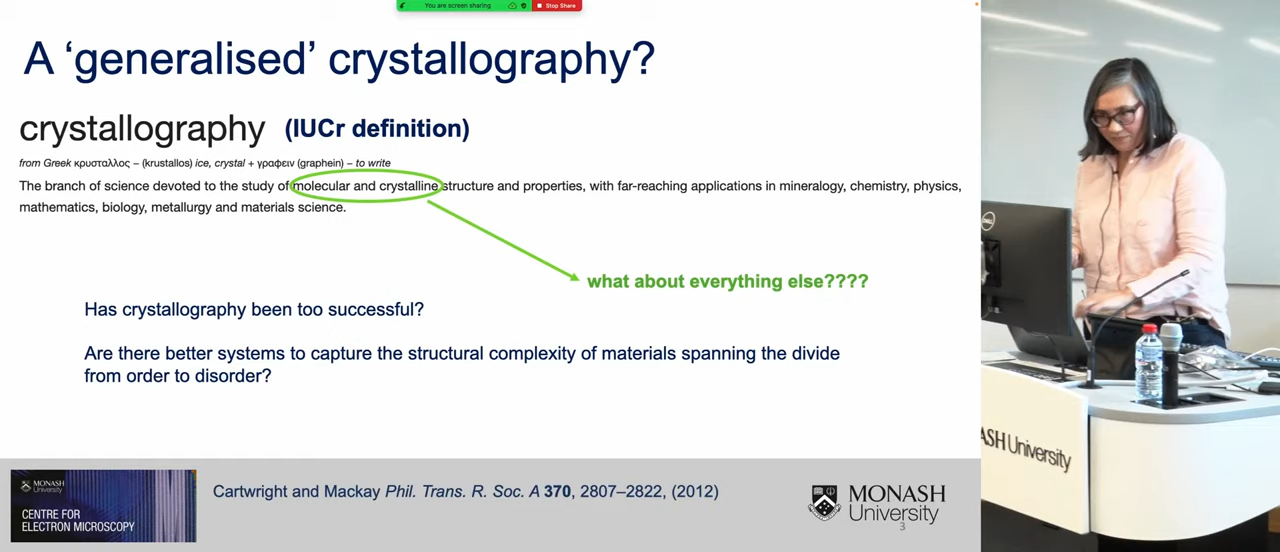 You are screen sharing
Stop Share
A ‘generalised’ crystallography?
crystallography (IUCr definition)
from Greek κρυσταλλος – (krustallos) ice, crystal + γραφειν (graphein) – to write
The branch of science devoted to the study of molecular and crystalline structure and properties, with far-reaching applications in mineralogy, chemistry, physics,
mathematics, biology, metallurgy and materials science.
what about everything else????
Has crystallography been too successful?
Are there better systems to capture the structural complexity of materials spanning the divide
from order to disorder?
MONASH
University
CENTRE FOR
ELECTRON MICROSCOPY
Cartwright and Mackay Phil. Trans. R. Soc. A 370, 2807–2822, (2012)
MONASH
University
3
DELL
ASH University